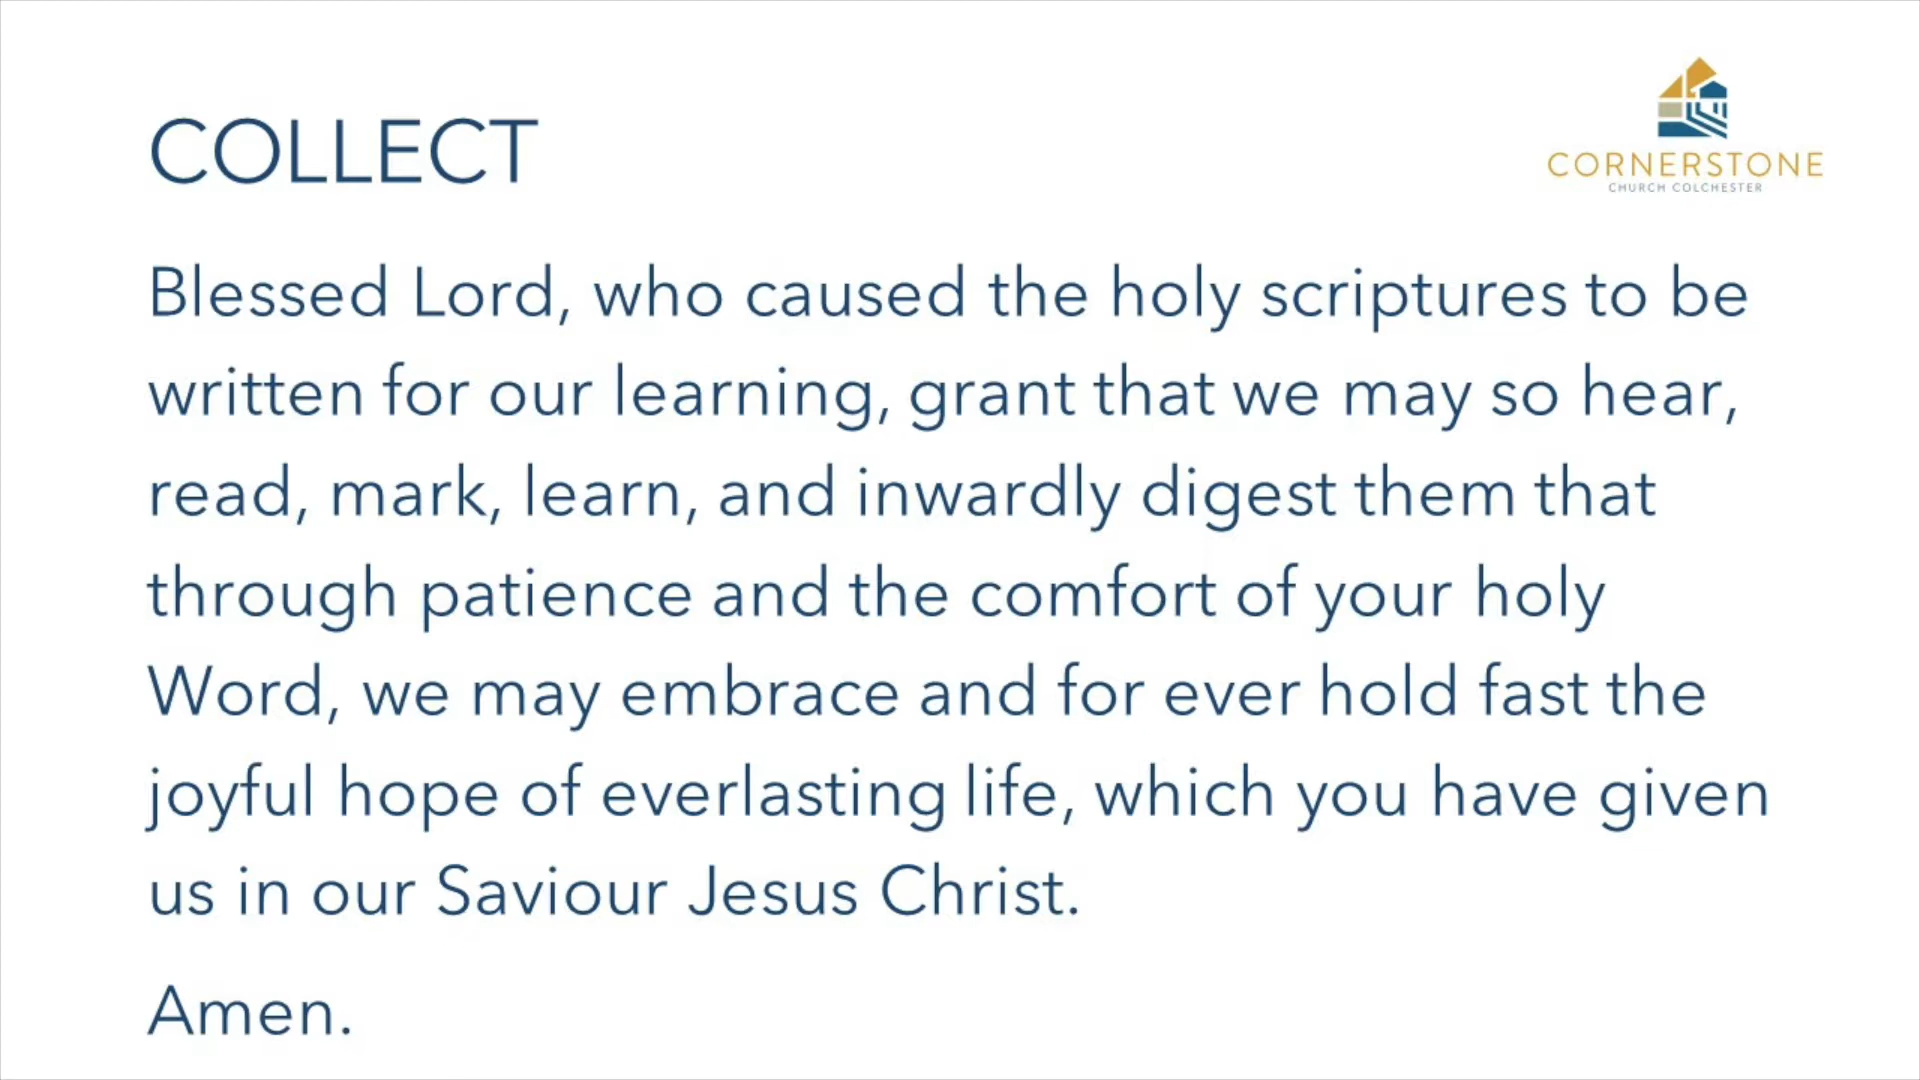 COLLECT
CORNERSTONE
CHURCH COLCHESTER
Blessed Lord, who caused the holy scriptures to be
written for our learning, grant that we may so hear,
read, mark, learn, and inwardly digest them that
through patience and the comfort of your holy
Word, we may embrace and for ever hold fast the
joyful hope of everlasting life, which you have given
us in our Saviour Jesus Christ.
Amen.